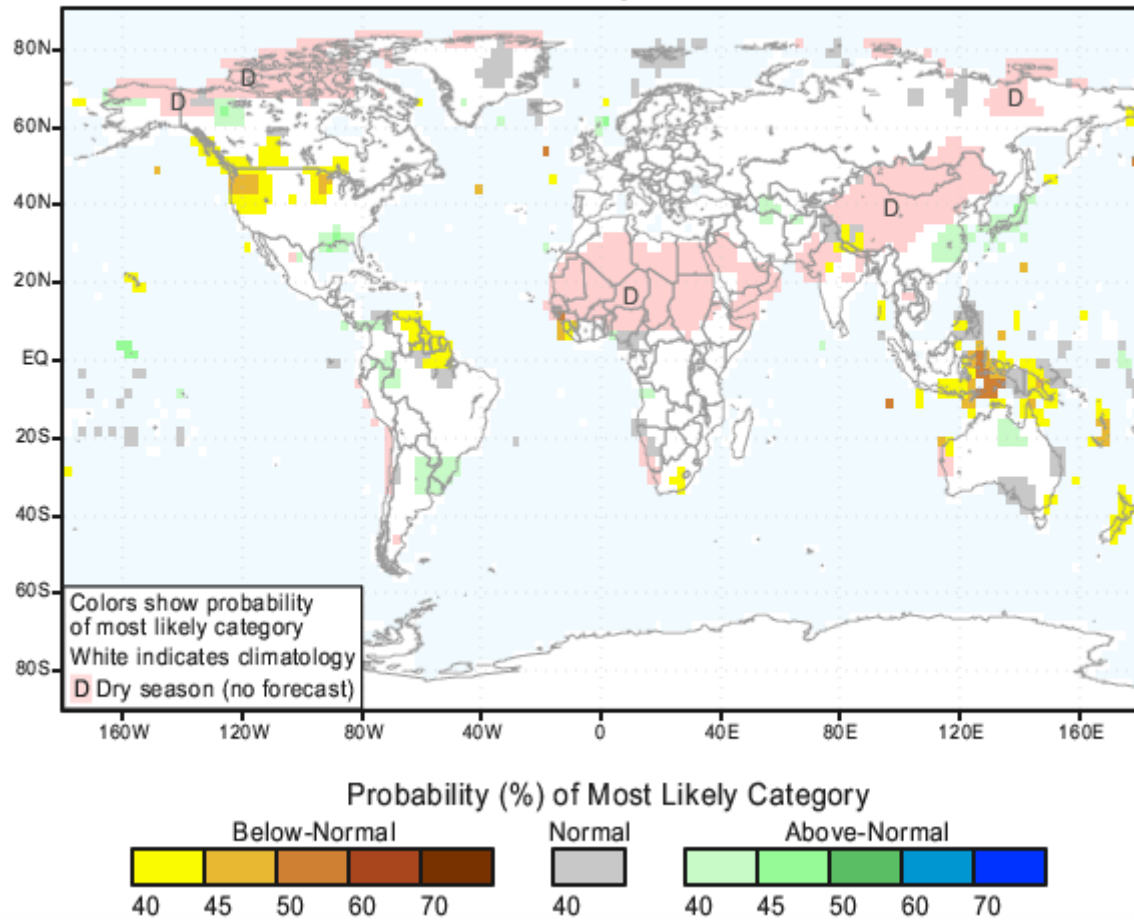 80N
60N
40N
20N
EQ
20S
40S
60S
80S
D
D
D
D
D
Colors show probability
of most likely category
White indicates climatology
D Dry season (no forecast)
160W 120W 80W 40W 0 40E 80E 120E 160E
Probability (%) of Most Likely Category
Below-Normal Normal Above-Normal
40 45 50 60 70 40 40 45 50 60 70